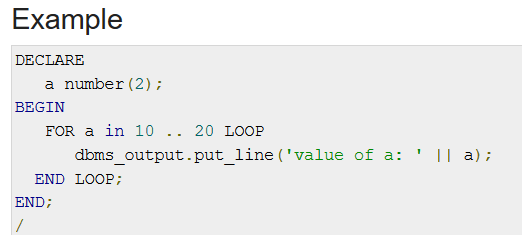 Example
DECLARE
   a number(2);
BEGIN
   FOR a in 10 .. 20 LOOP
      dbms_output.put_line('value of a: ' || a);
  END LOOP;
END;
/